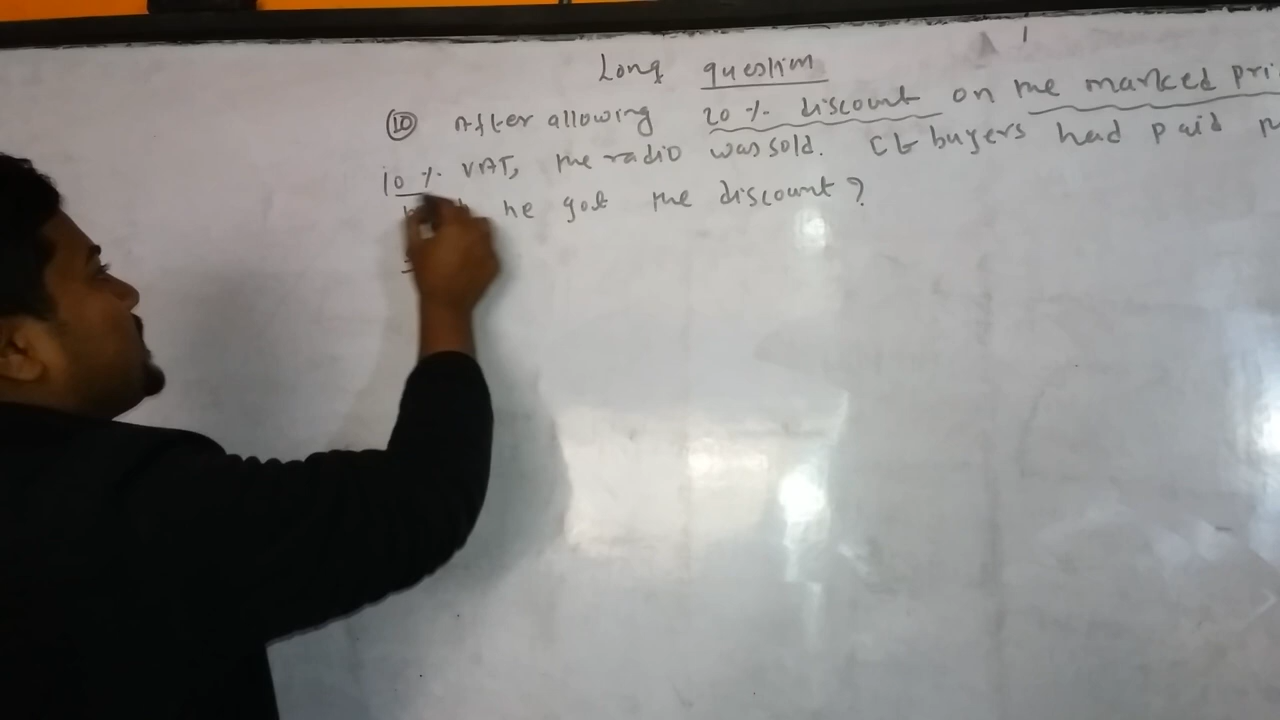 Long question
(10) After allowing 20% discount on the marked pri
10% VAT, the radio was sold. buyers had paid
he got the discount?